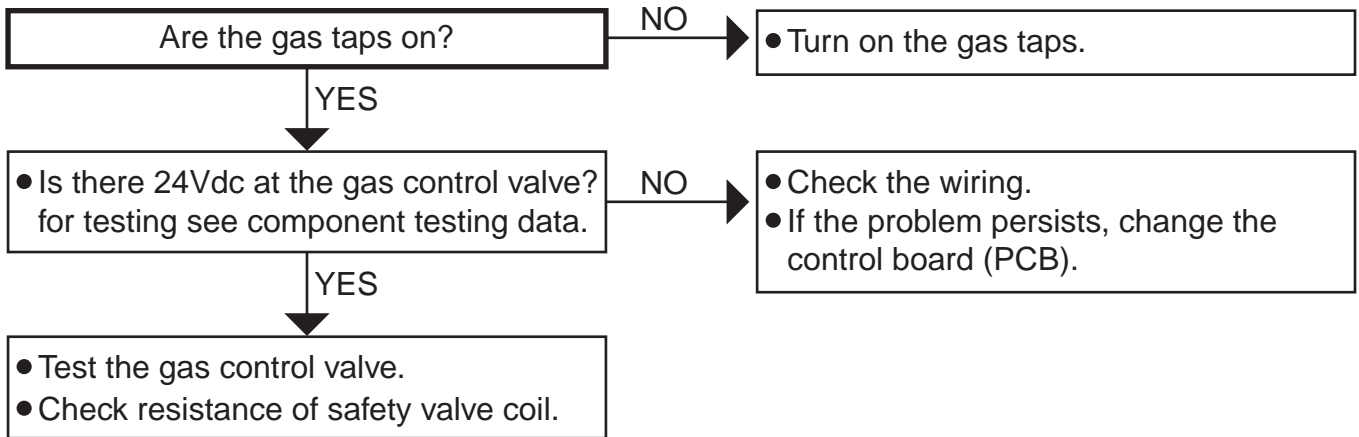 Are the gas taps on?
NO
• Turn on the gas taps.
YES
• Is there 24Vdc at the gas control valve?
for testing see component testing data.
NO
• Check the wiring.
• If the problem persists, change the
control board (PCB).
YES
• Test the gas control valve.
• Check resistance of safety valve coil.